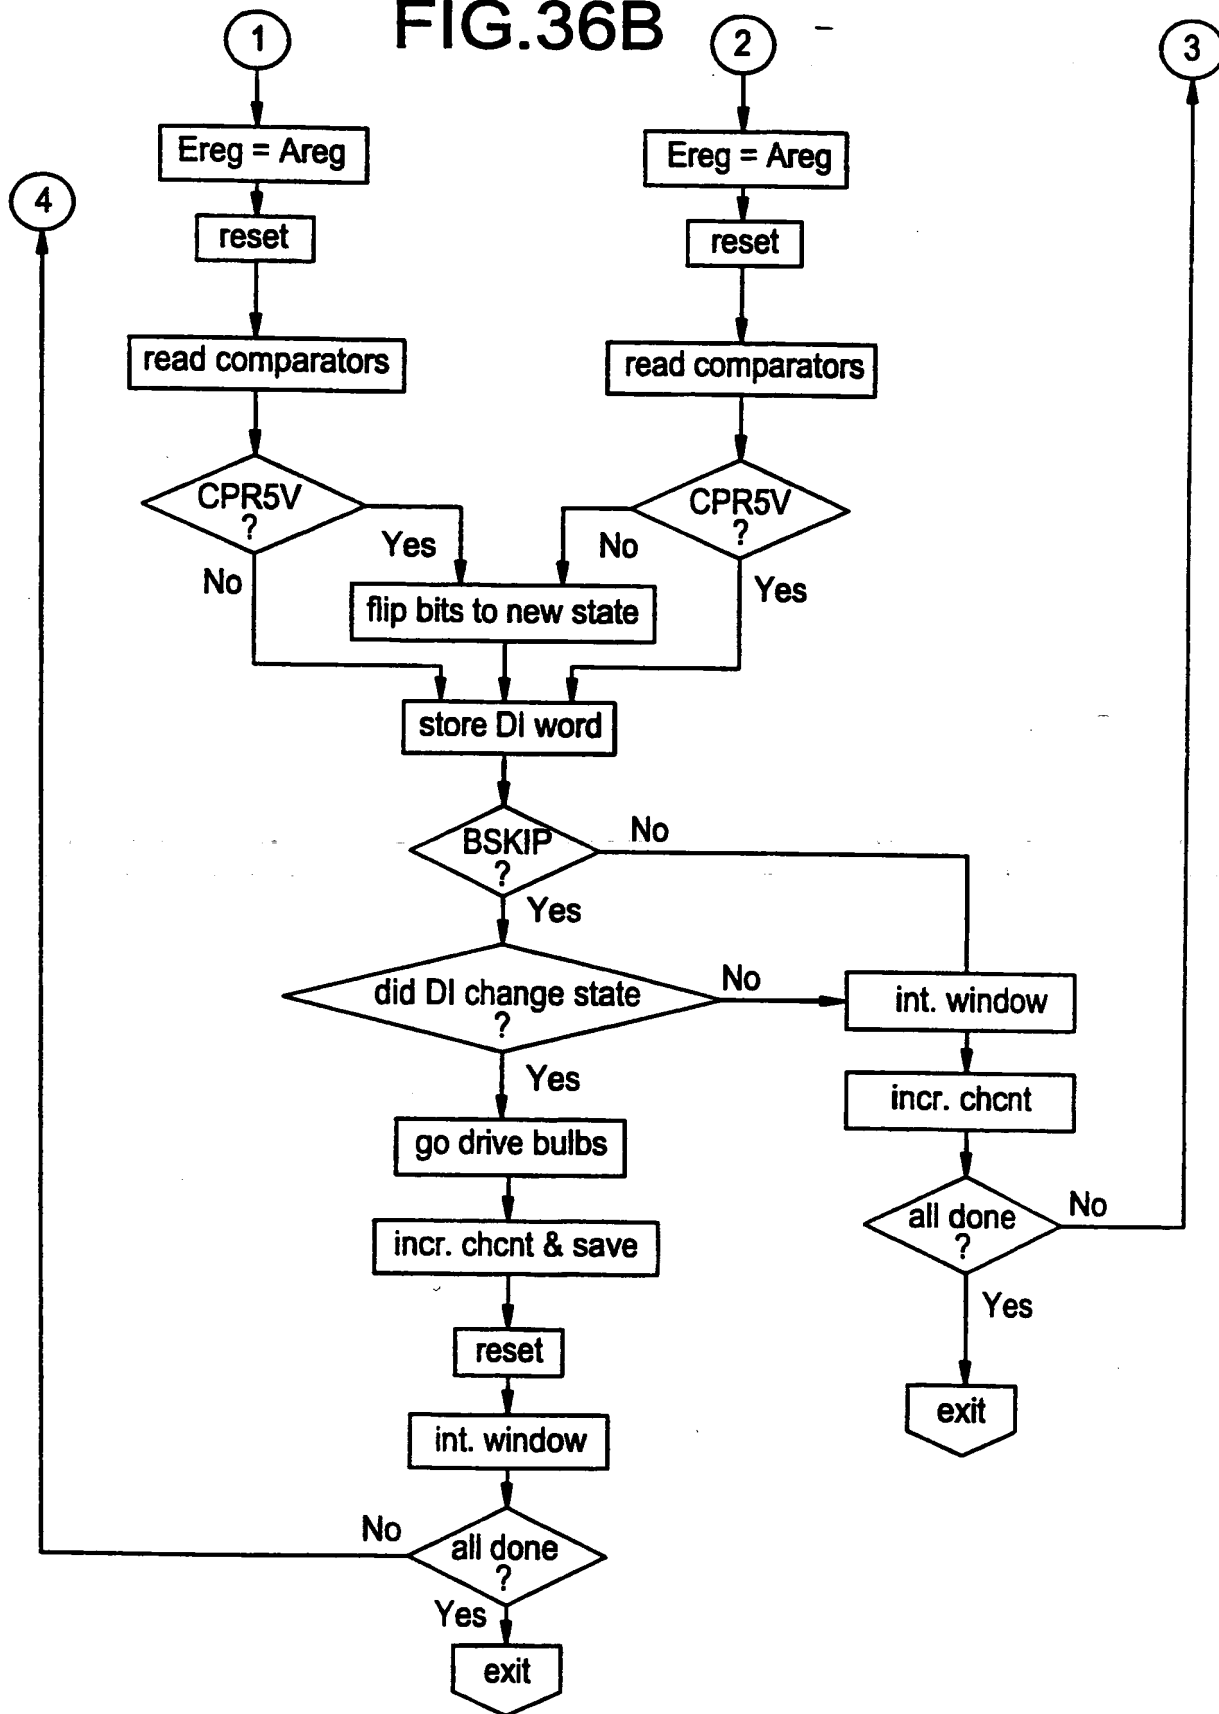 FIG.36B
1
2
3
Ereg = Areg
Ereg = Areg
4
reset
reset
read comparators
read comparators
CPR5V
?
CPR5V
?
Yes
No
No
Yes
flip bits to new state
store DI word
BSKIP
?
No
Yes
did DI change state
?
No
int. window
Yes
incr. chcnt
go drive bulbs
all done
?
No
incr. chcnt & save
Yes
reset
exit
int. window
No
all done
?
Yes
exit